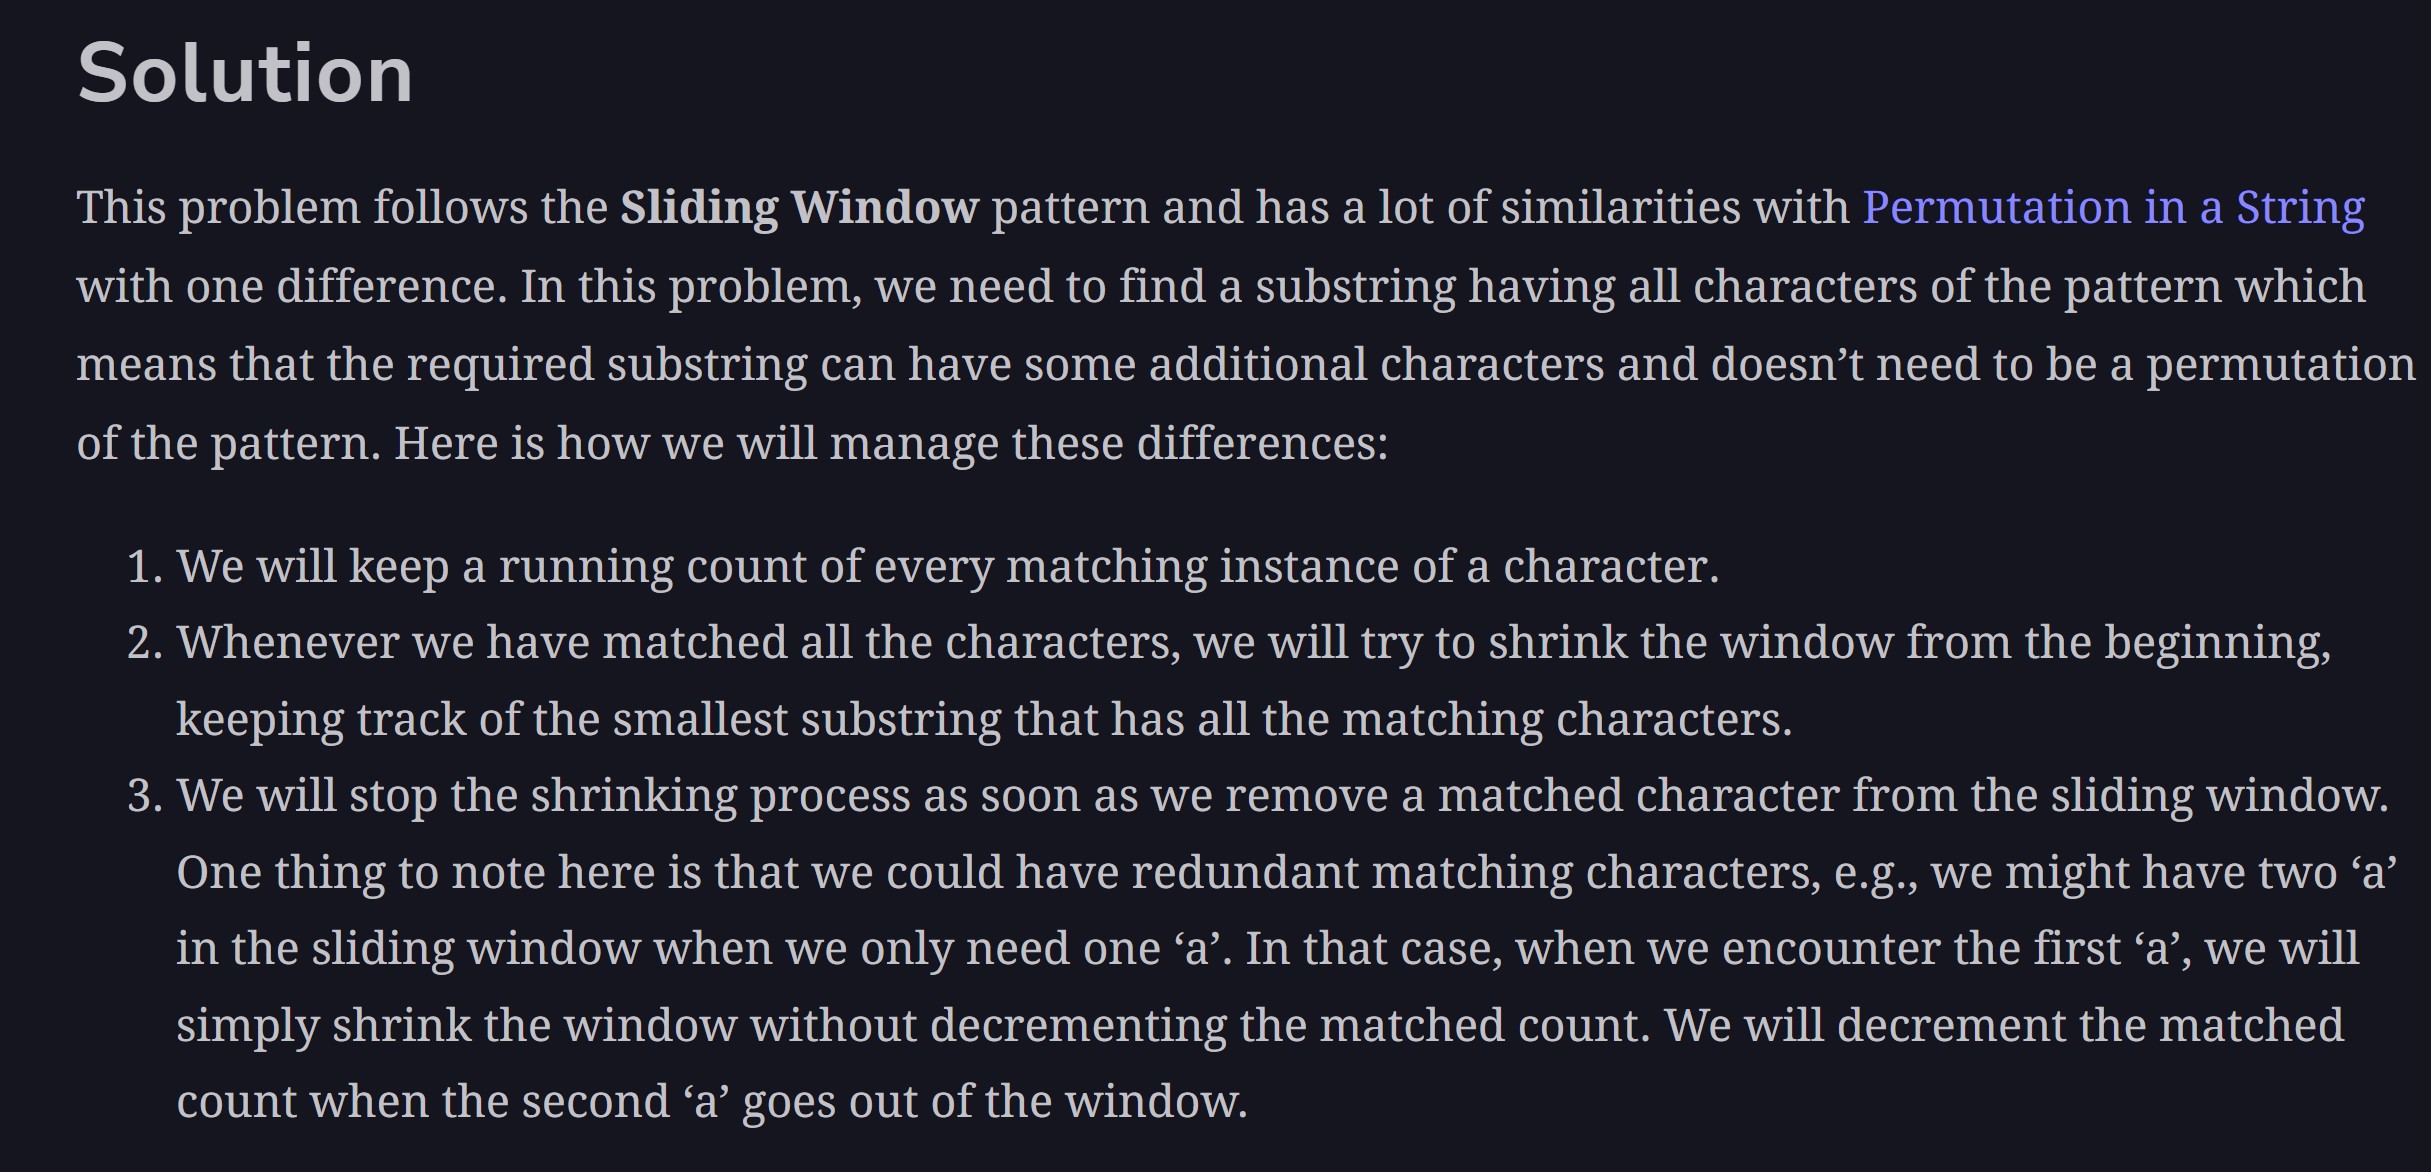 Solution
This problem follows the Sliding Window pattern and has a lot of similarities with Permutation in a String
with one difference. In this problem, we need to find a substring having all characters of the pattern which
means that the required substring can have some additional characters and doesn’t need to be a permutation
of the pattern. Here is how we will manage these differences:
1. We will keep a running count of every matching instance of a character.
2. Whenever we have matched all the characters, we will try to shrink the window from the beginning,
keeping track of the smallest substring that has all the matching characters.
3. We will stop the shrinking process as soon as we remove a matched character from the sliding window.
One thing to note here is that we could have redundant matching characters, e.g., we might have two ‘a’
in the sliding window when we only need one ‘a’. In that case, when we encounter the first ‘a’, we will
simply shrink the window without decrementing the matched count. We will decrement the matched
count when the second ‘a’ goes out of the window.